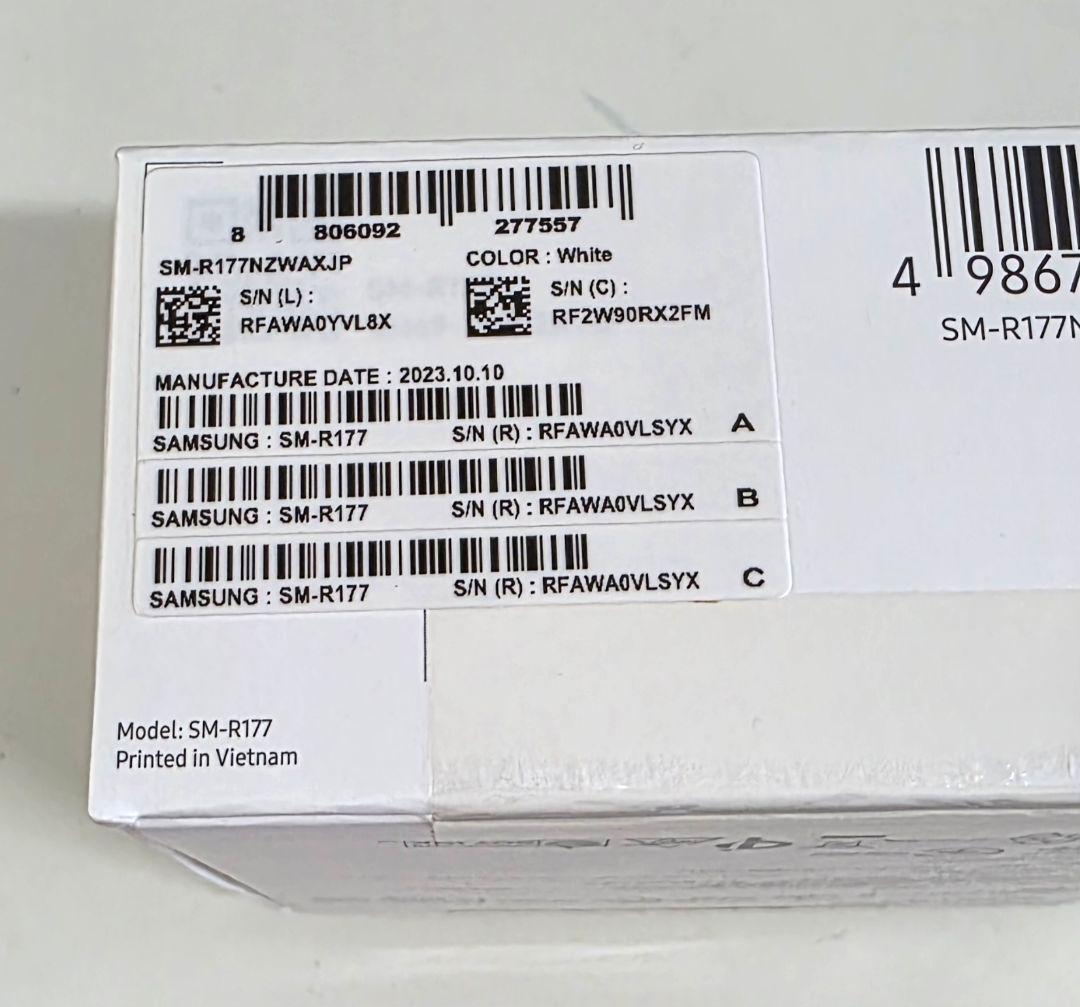 8 806092 277557
SM-R177NZWAXJP
COLOR : White
S/N (L) :
RFAWA0YVL8X
S/N (C) :
RF2W90RX2FM
MANUFACTURE DATE : 2023.10.10
SAMSUNG : SM-R177 S/N (R) : RFAWA0VLSYX A
SAMSUNG : SM-R177 S/N (R) : RFAWA0VLSYX B
SAMSUNG : SM-R177 S/N (R) : RFAWA0VLSYX C
4 9867
SM-R177N
Model: SM-R177
Printed in Vietnam